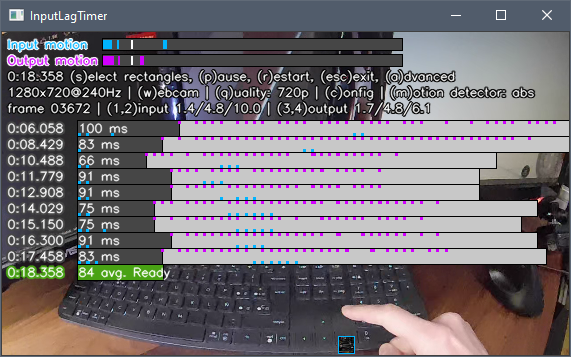 InputLagTimer
Input motion
Output motion
0:18.358 (s)elect rectangles, (p)ause, (r)estart, (esc)exit, (a)dvanced
1280x720@240Hz | (w)ebcam | (q)uality: 720p | (c)onfig | (m)otion detector: abs
frame 03672 | (1,2)input 1.4/4.8/10.0 | (3,4)output 1.7/4.8/6.1
0:06.058 100 ms
0:08.429 83 ms
0:10.488 66 ms
0:11.779 91 ms
0:12.908 91 ms
0:14.029 75 ms
0:15.150 75 ms
0:16.300 91 ms
0:17.458 83 ms
0:18.358 84 avg. Ready